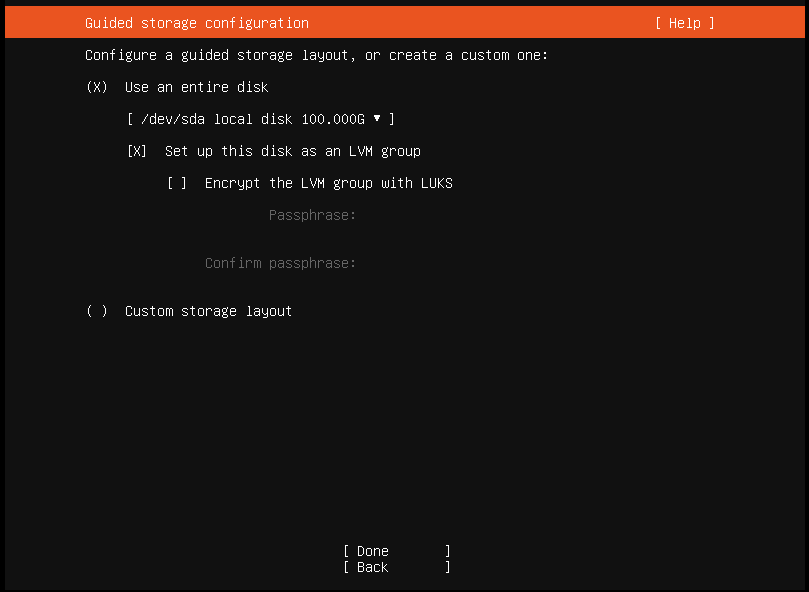 Guided storage configuration [ Help ]
Configure a guided storage layout, or create a custom one:
(X) Use an entire disk
[ /dev/sda local disk 100.000G ▾ ]
[X] Set up this disk as an LVM group
[ ] Encrypt the LVM group with LUKS
Passphrase:
Confirm passphrase:
( ) Custom storage layout
[ Done ]
[ Back ]